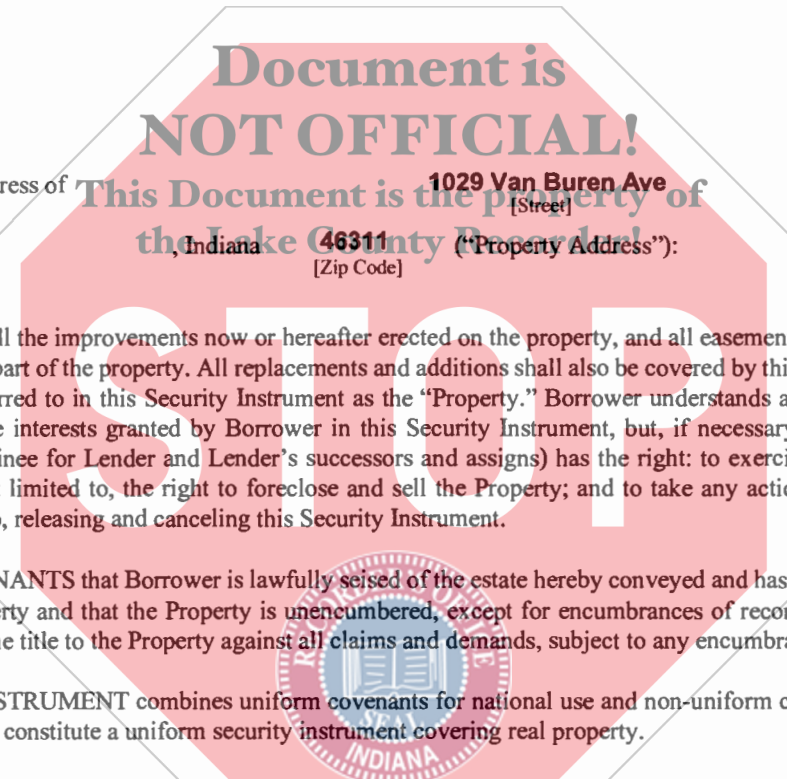 Document is
NOT OFFICIAL!
ress of 1029 Van Buren Ave
This Document is the property of
[Street]
, Indiana 46311 ("Property Address"):
the Lake County Recorder!
[Zip Code]
STOP
ll the improvements now or hereafter erected on the property, and all easemen
part of the property. All replacements and additions shall also be covered by thi
rred to in this Security Instrument as the “Property.” Borrower understands a
e interests granted by Borrower in this Security Instrument, but, if necessary
inee for Lender and Lender’s successors and assigns) has the right: to exerci
limited to, the right to foreclose and sell the Property; and to take any actio
, releasing and canceling this Security Instrument.
NANTS that Borrower is lawfully seised of the estate hereby conveyed and has
erty and that the Property is unencumbered, except for encumbrances of recor
he title to the Property against all claims and demands, subject to any encumbra
STRUMENT combines uniform covenants for national use and non-uniform c
constitute a uniform security instrument covering real property.
RECORDER'S OFFICE
SEAL
INDIANA